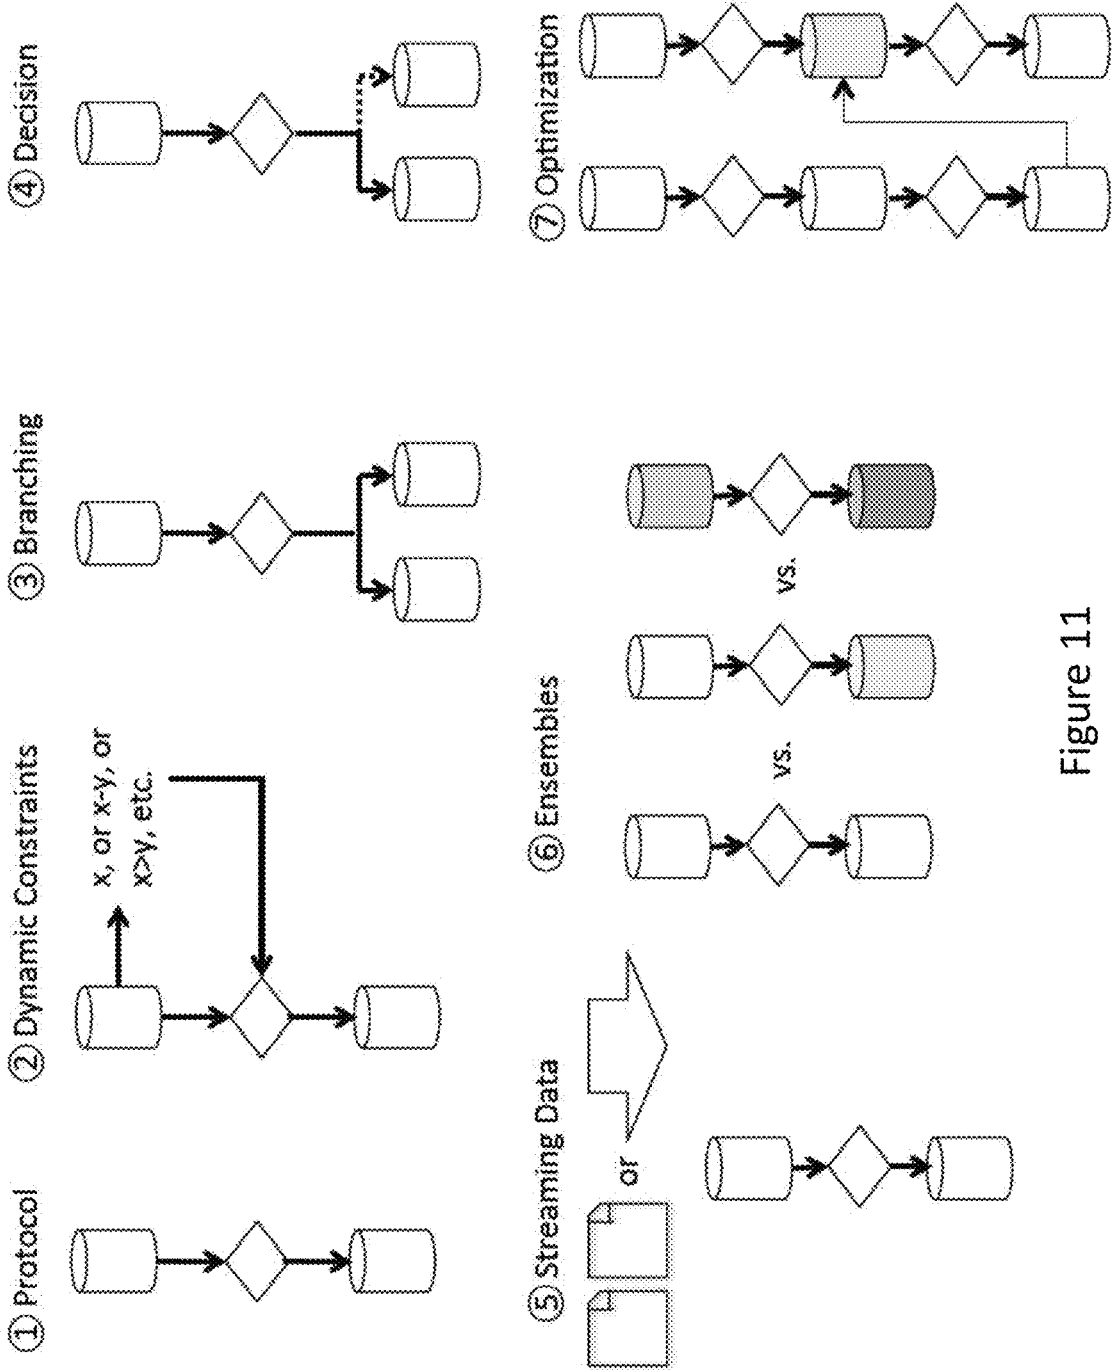 ① Protocol
② Dynamic Constraints
x, or x-y, or
x>y, etc.
③ Branching
④ Decision
⑤ Streaming Data
or
⑥ Ensembles
vs.
vs.
⑦ Optimization
Figure 11